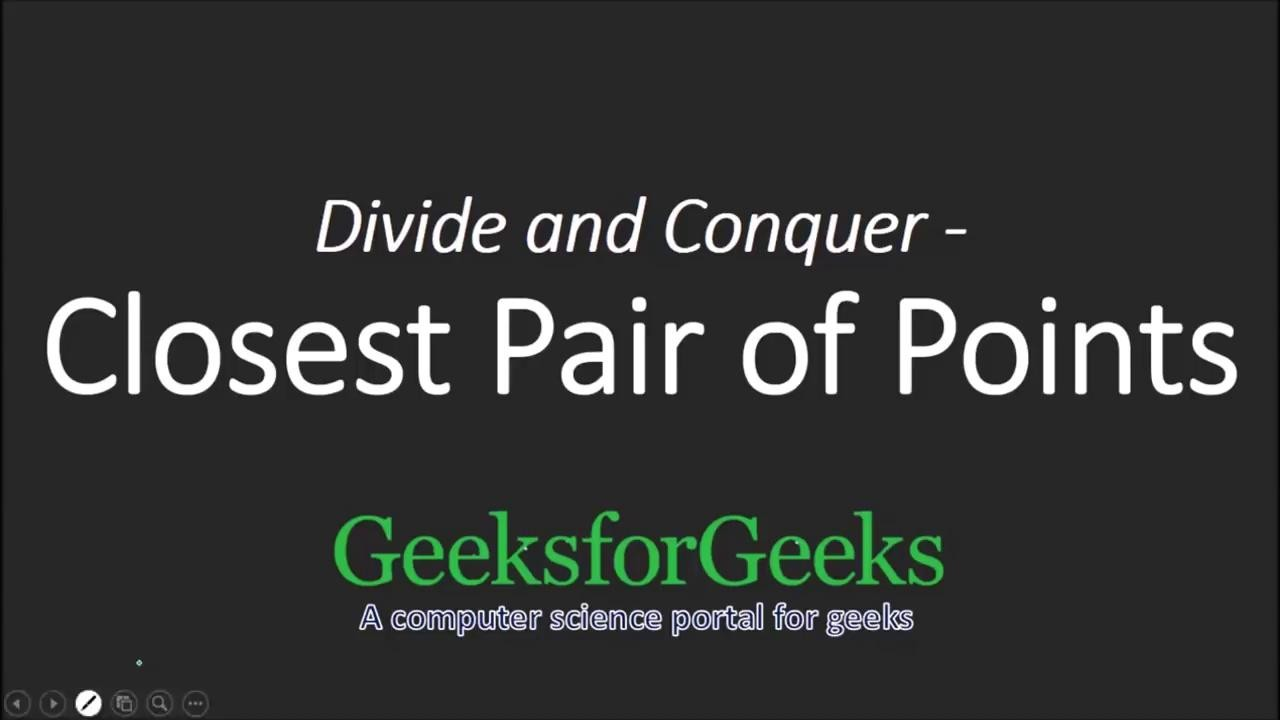 Divide and Conquer -
Closest Pair of Points
GeeksforGeeks
A computer science portal for geeks